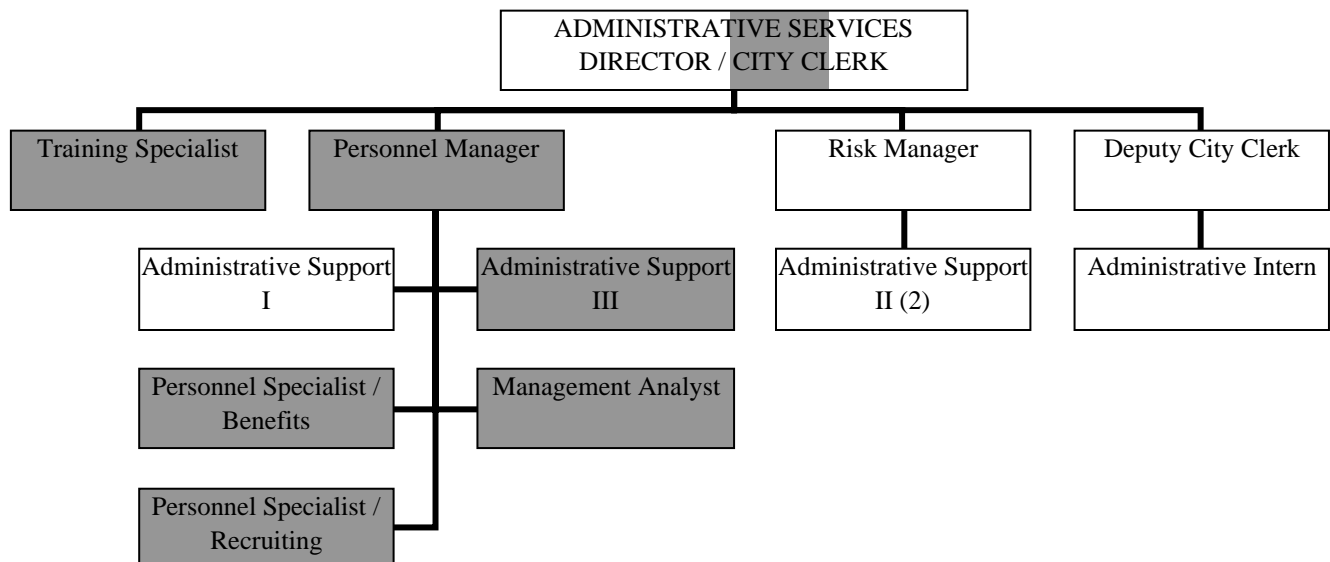 ADMINISTRATIVE SERVICES
DIRECTOR / CITY CLERK
Training Specialist
Personnel Manager
Risk Manager
Deputy City Clerk
Administrative Support
I
Administrative Support
III
Administrative Support
II (2)
Administrative Intern
Personnel Specialist /
Benefits
Management Analyst
Personnel Specialist /
Recruiting